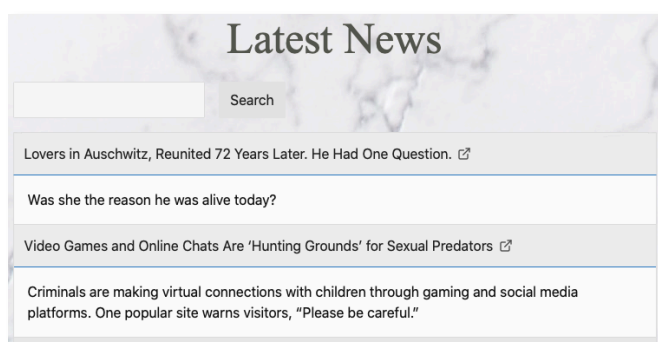 Latest News
Search
Lovers in Auschwitz, Reunited 72 Years Later. He Had One Question.
Was she the reason he was alive today?
Video Games and Online Chats Are ‘Hunting Grounds’ for Sexual Predators
Criminals are making virtual connections with children through gaming and social media
platforms. One popular site warns visitors, “Please be careful.”